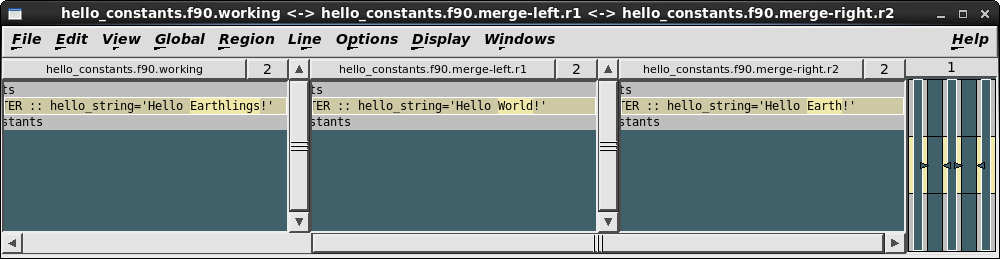 hello_constants.f90.working <-> hello_constants.f90.merge-left.r1 <-> hello_constants.f90.merge-right.r2
File Edit View Global Region Line Options Display Windows Help
hello_constants.f90.working 2 hello_constants.f90.merge-left.r1 2 hello_constants.f90.merge-right.r2 2 1
ts
TER :: hello_string='Hello Earthlings!'
stants
TER :: hello_string='Hello World!'
stants
TER :: hello_string='Hello Earth!'
stants